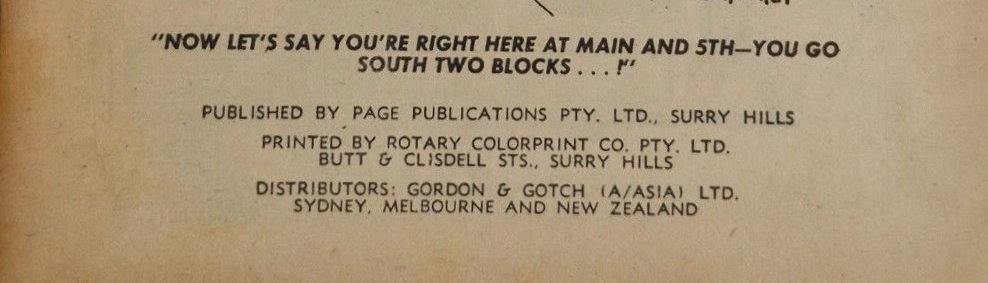 "NOW LET'S SAY YOU'RE RIGHT HERE AT MAIN AND 5TH—YOU GO
SOUTH TWO BLOCKS . . . !"
PUBLISHED BY PAGE PUBLICATIONS PTY. LTD., SURRY HILLS
PRINTED BY ROTARY COLORPRINT CO. PTY. LTD.
BUTT & CLISDELL STS., SURRY HILLS
DISTRIBUTORS: GORDON & GOTCH (A/ASIA) LTD.
SYDNEY, MELBOURNE AND NEW ZEALAND